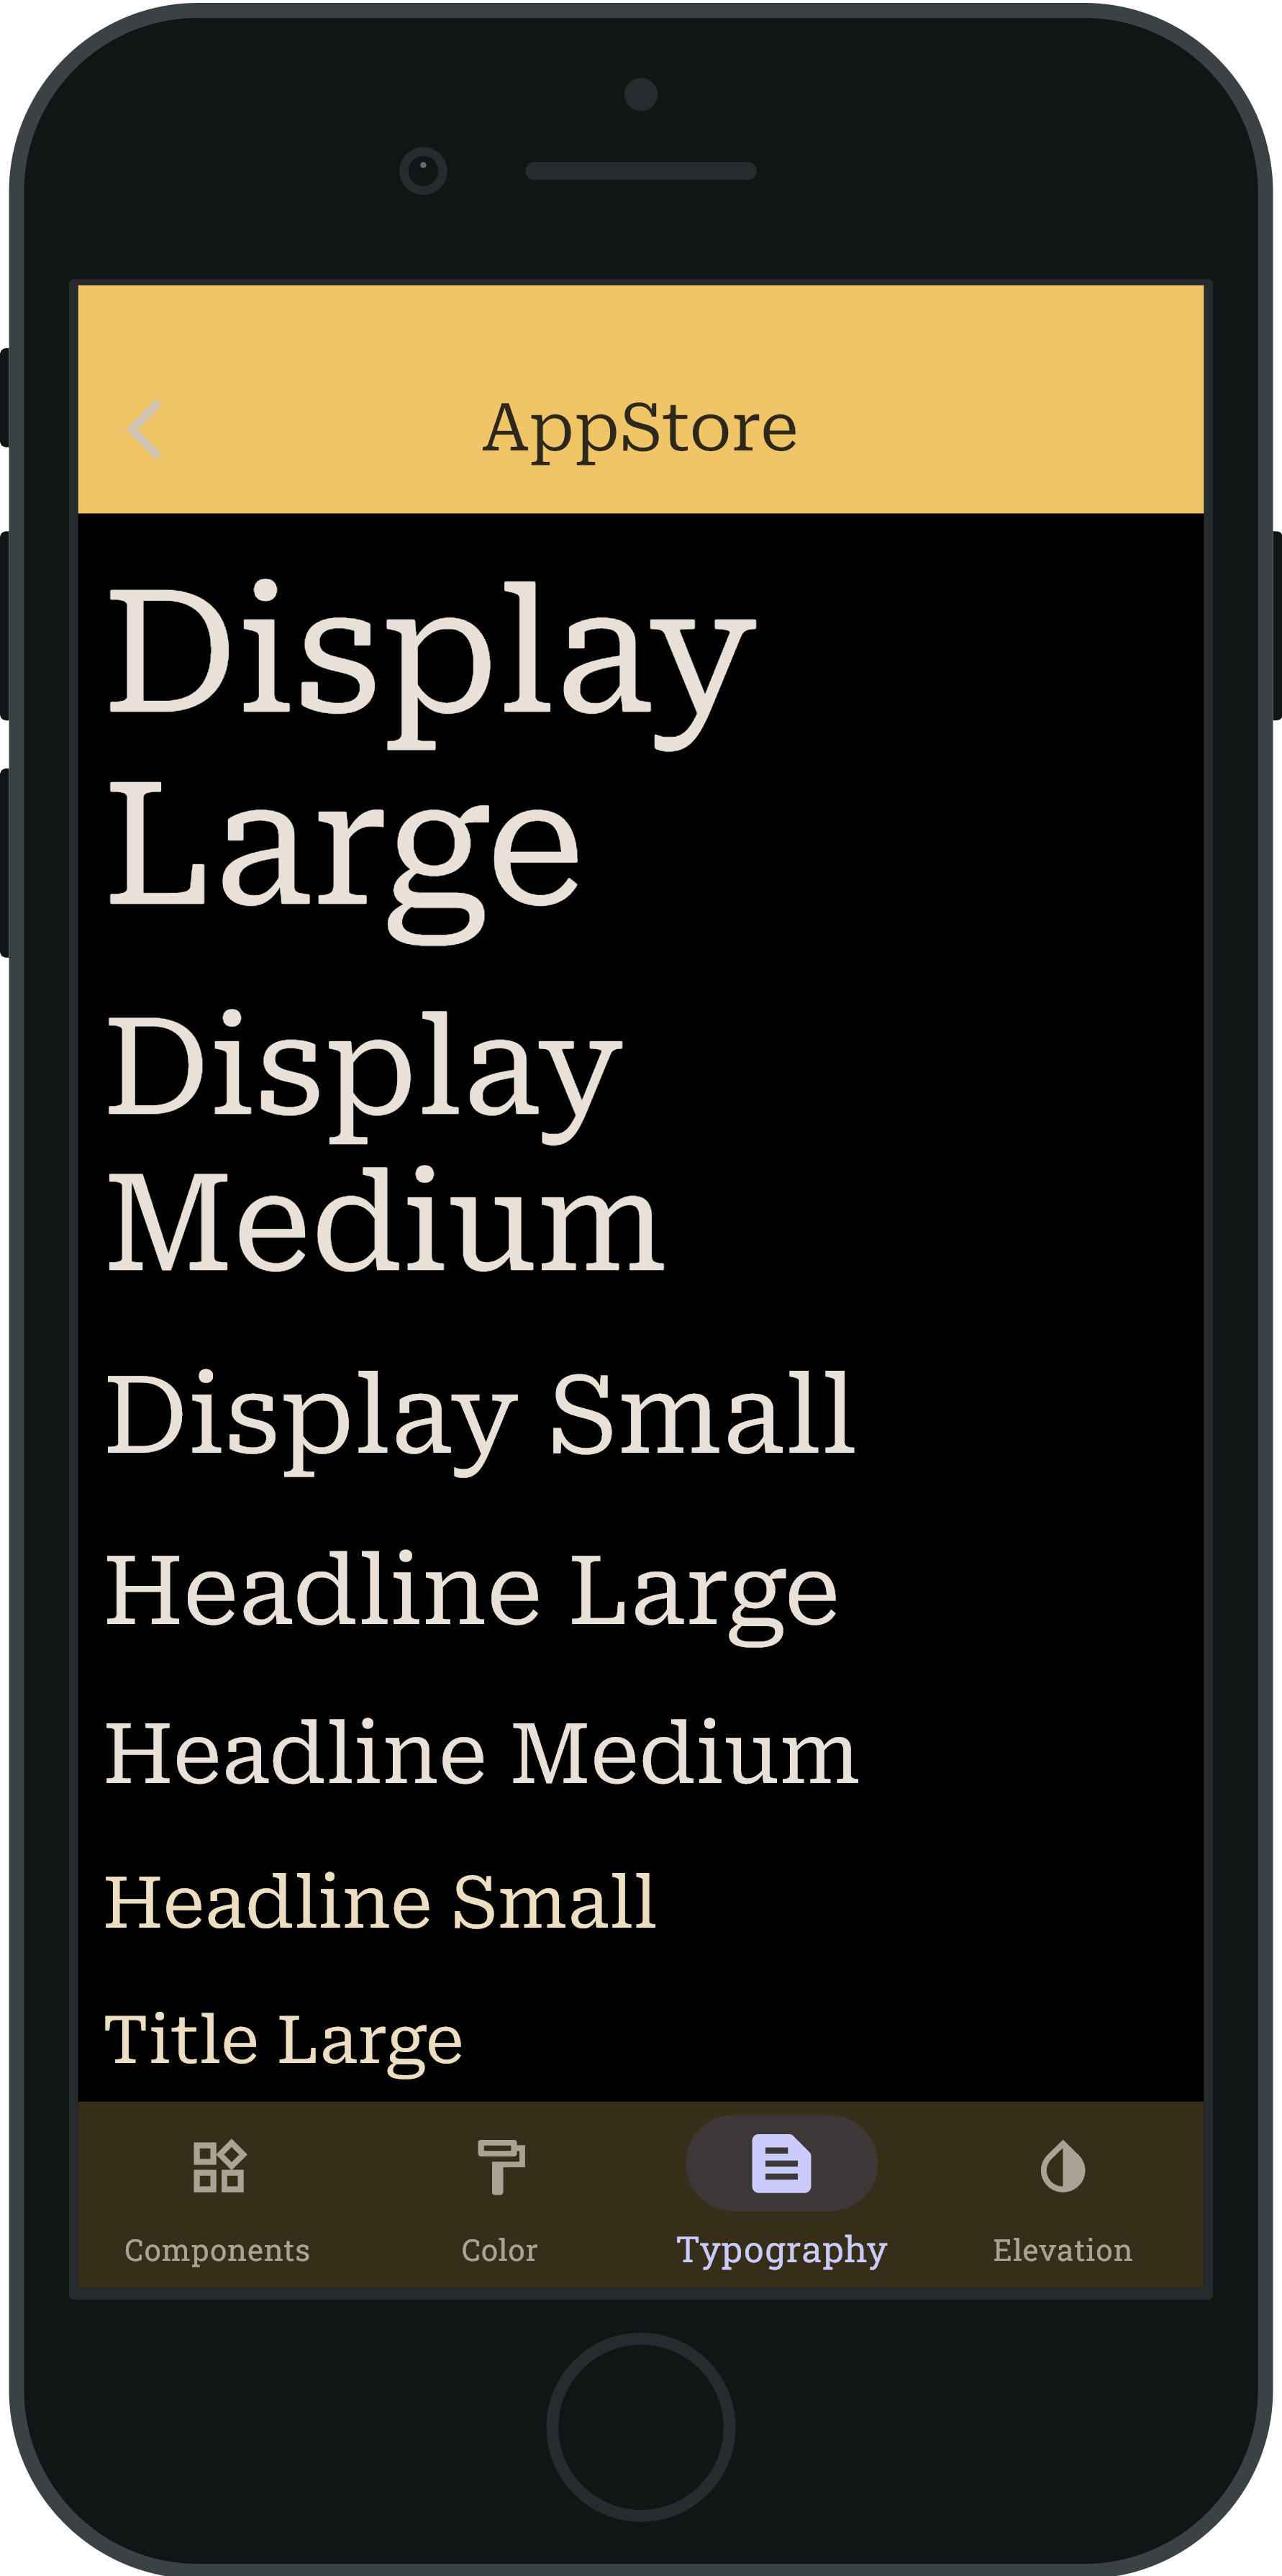 AppStore
Display
Large
Display
Medium
Display Small
Headline Large
Headline Medium
Headline Small
Title Large
Components
Color
Typography
Elevation